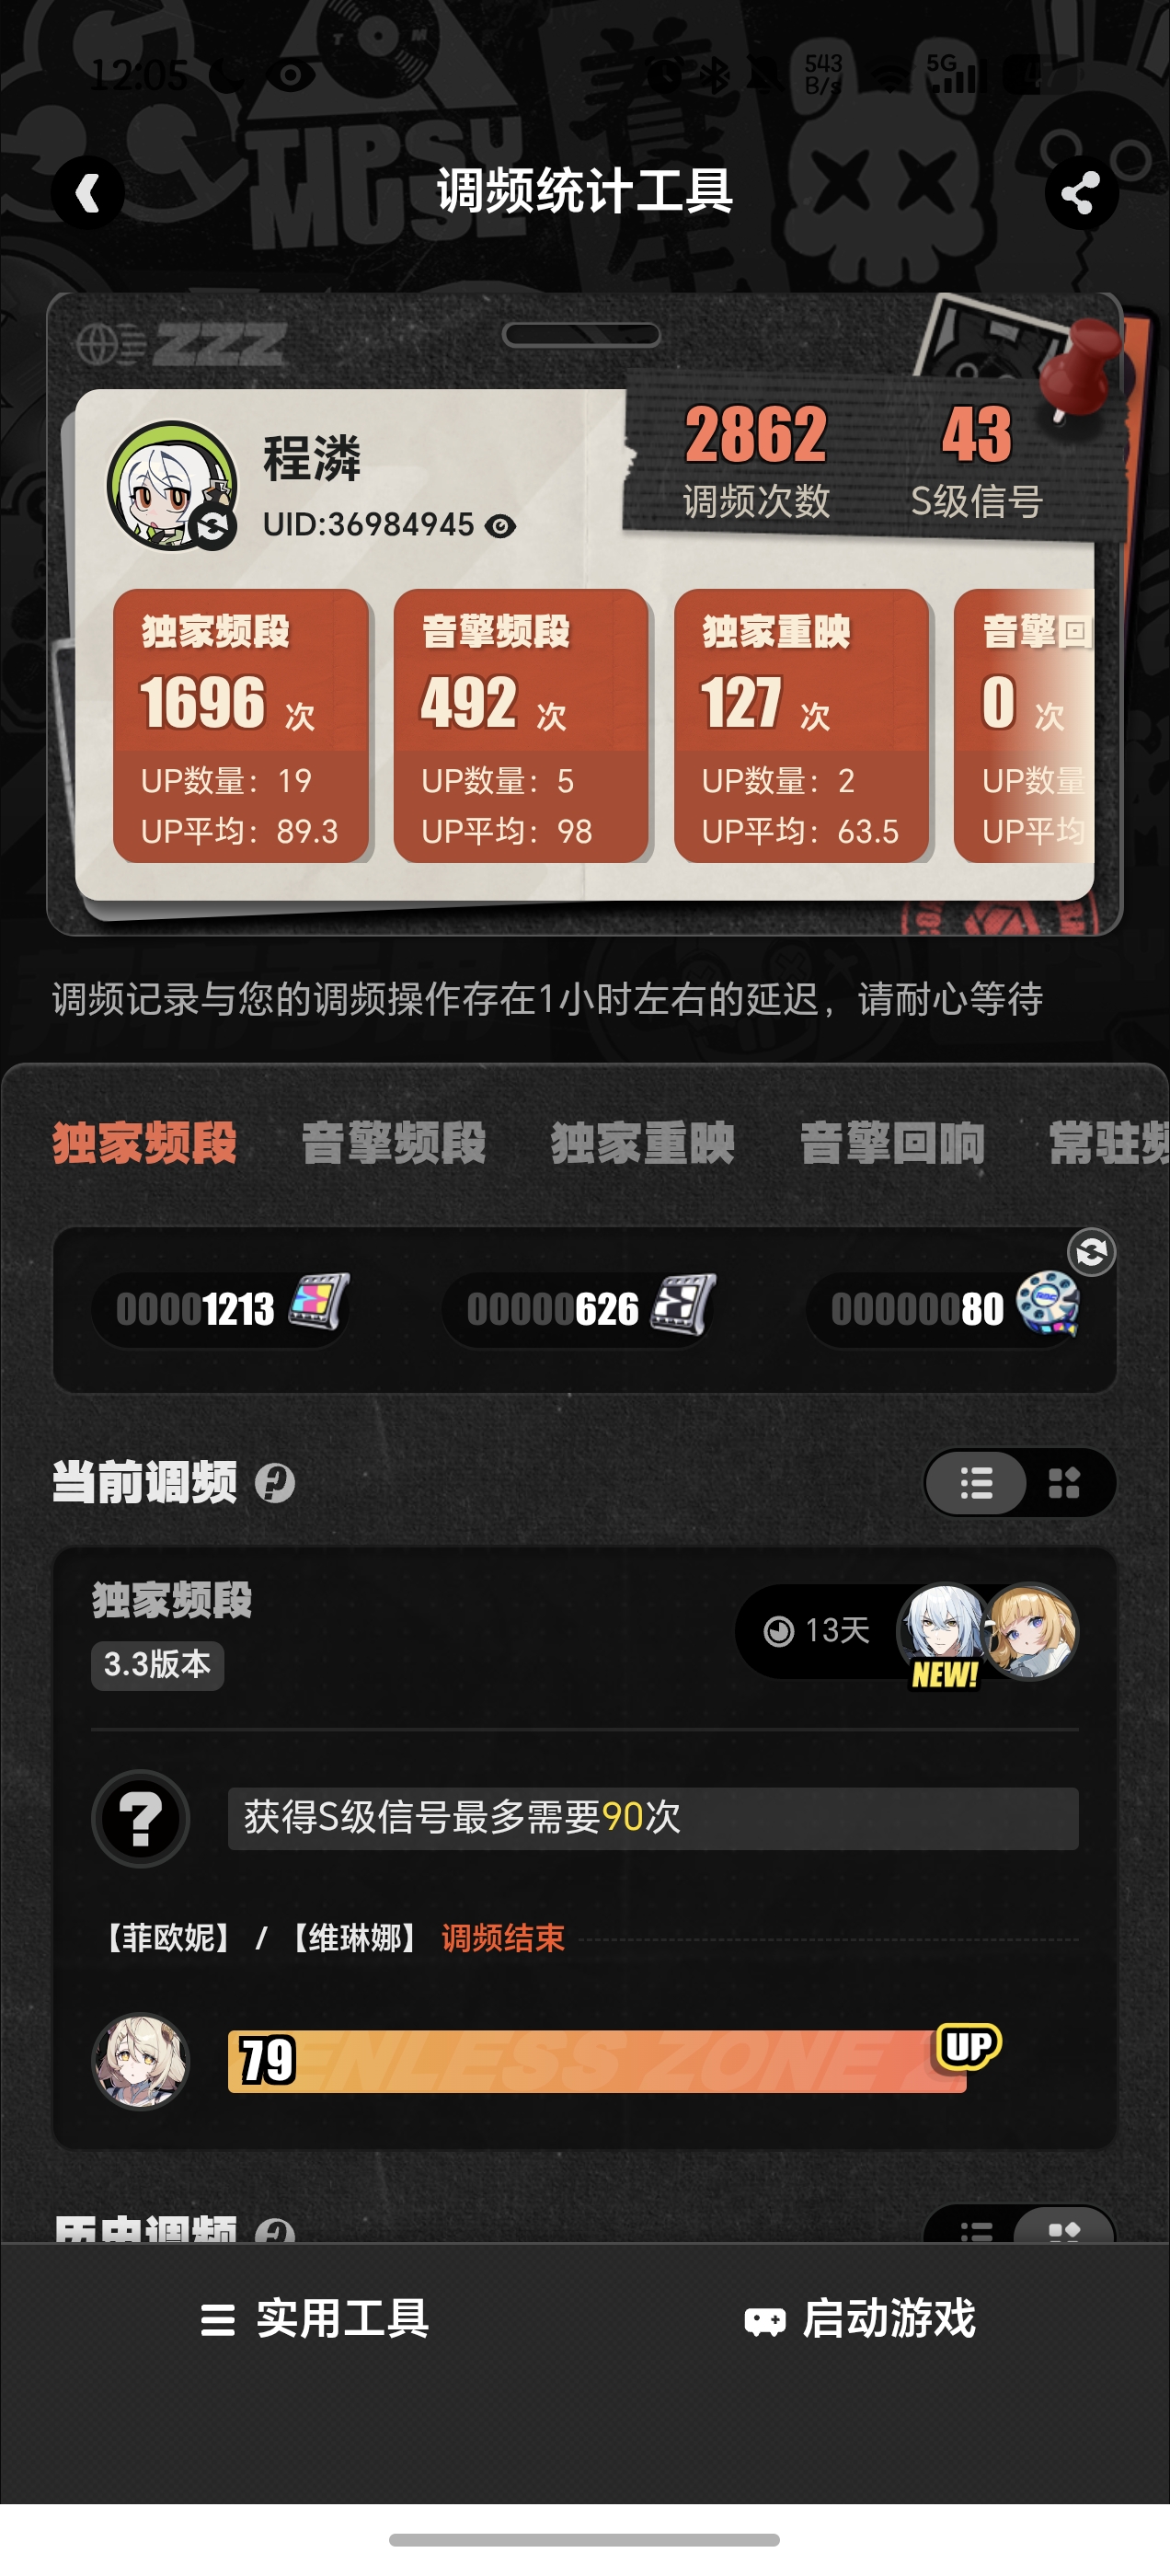 12:05
543
B/s
5G
TIPSY
MUSE
调频统计工具
ZZZ
程潾
UID:36984945
2862
调频次数
43
S级信号
独家频段
1696 次
UP数量：19
UP平均：89.3
音擎频段
492 次
UP数量：5
UP平均：98
独家重映
127 次
UP数量：2
UP平均：63.5
音擎回
0 次
UP数量
UP平均
调频记录与您的调频操作存在1小时左右的延迟，请耐心等待
独家频段 音擎频段 独家重映 音擎回响 常驻频
00001213 00000626 00000080
当前调频
独家频段
3.3版本
13天
NEW!
获得S级信号最多需要90次
【菲欧妮】 / 【维琳娜】 调频结束
79
UP
历史调频
实用工具 启动游戏